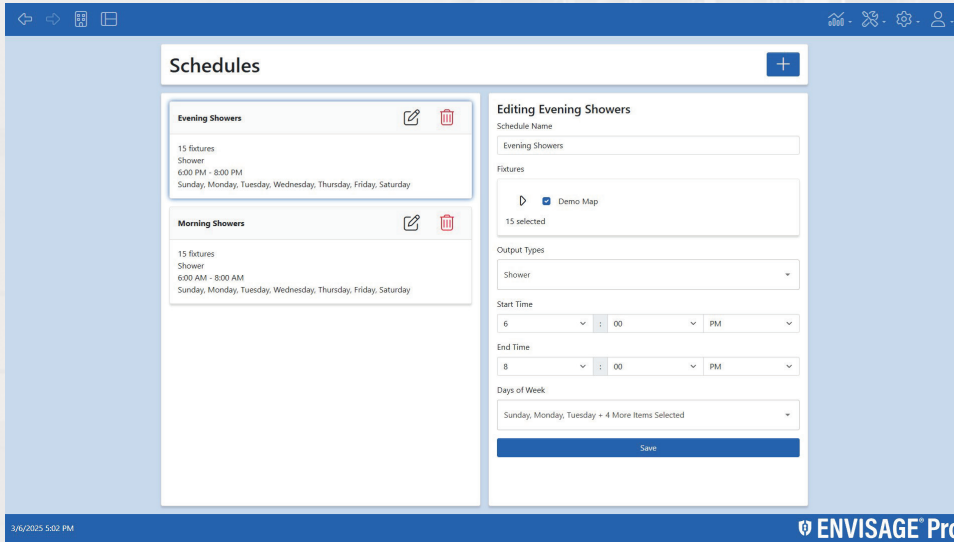 Schedules
Evening Showers
15 fixtures
Shower
6:00 PM - 8:00 PM
Sunday, Monday, Tuesday, Wednesday, Thursday, Friday, Saturday
Morning Showers
15 fixtures
Shower
6:00 AM - 8:00 AM
Sunday, Monday, Tuesday, Wednesday, Thursday, Friday, Saturday
Editing Evening Showers
Schedule Name
Evening Showers
Fixtures
Demo Map
15 selected
Output Types
Shower
Start Time
6 : 00 PM
End Time
8 : 00 PM
Days of Week
Sunday, Monday, Tuesday + 4 More Items Selected
Save
3/6/2025 5:02 PM
ENVISAGE® Pro